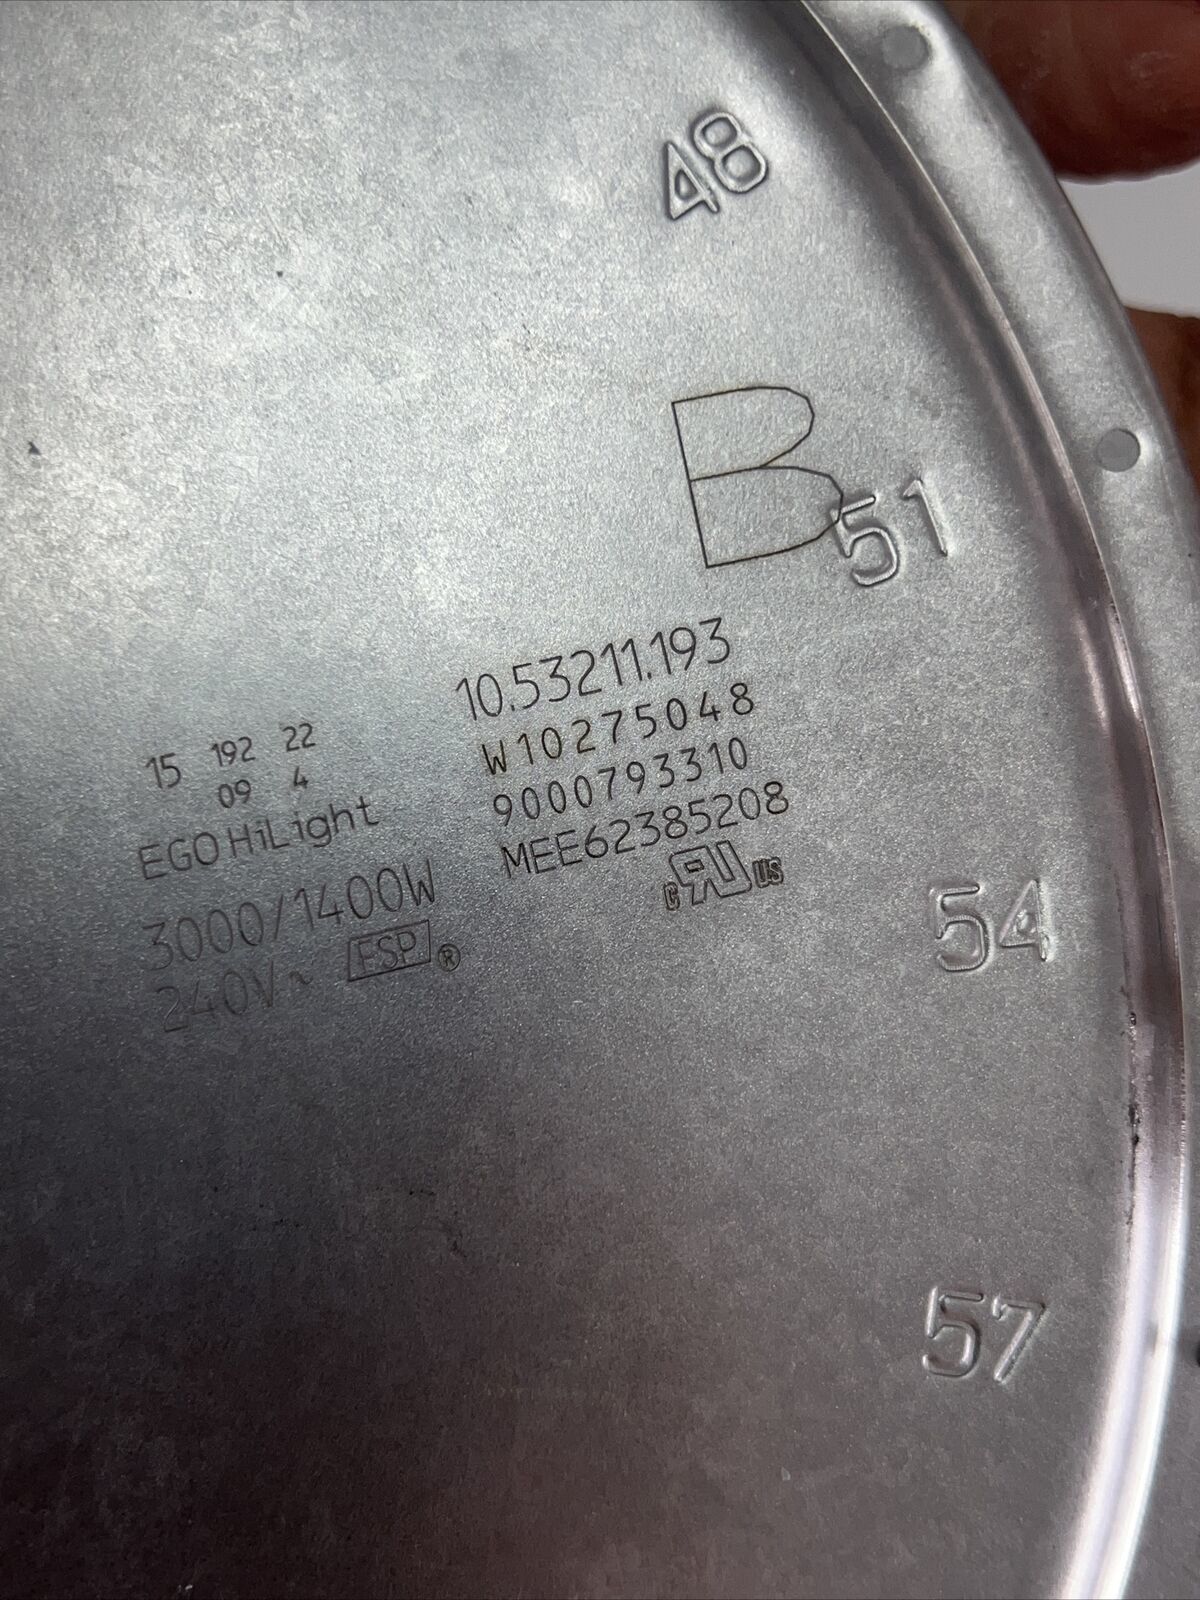 48
B
51
10.53211.193
W10275048
9000793310
MEE62385208
c RU US
15 192 22
09 4
EGO HiLight
3000/1400W
240V~ ESP ®
54
57